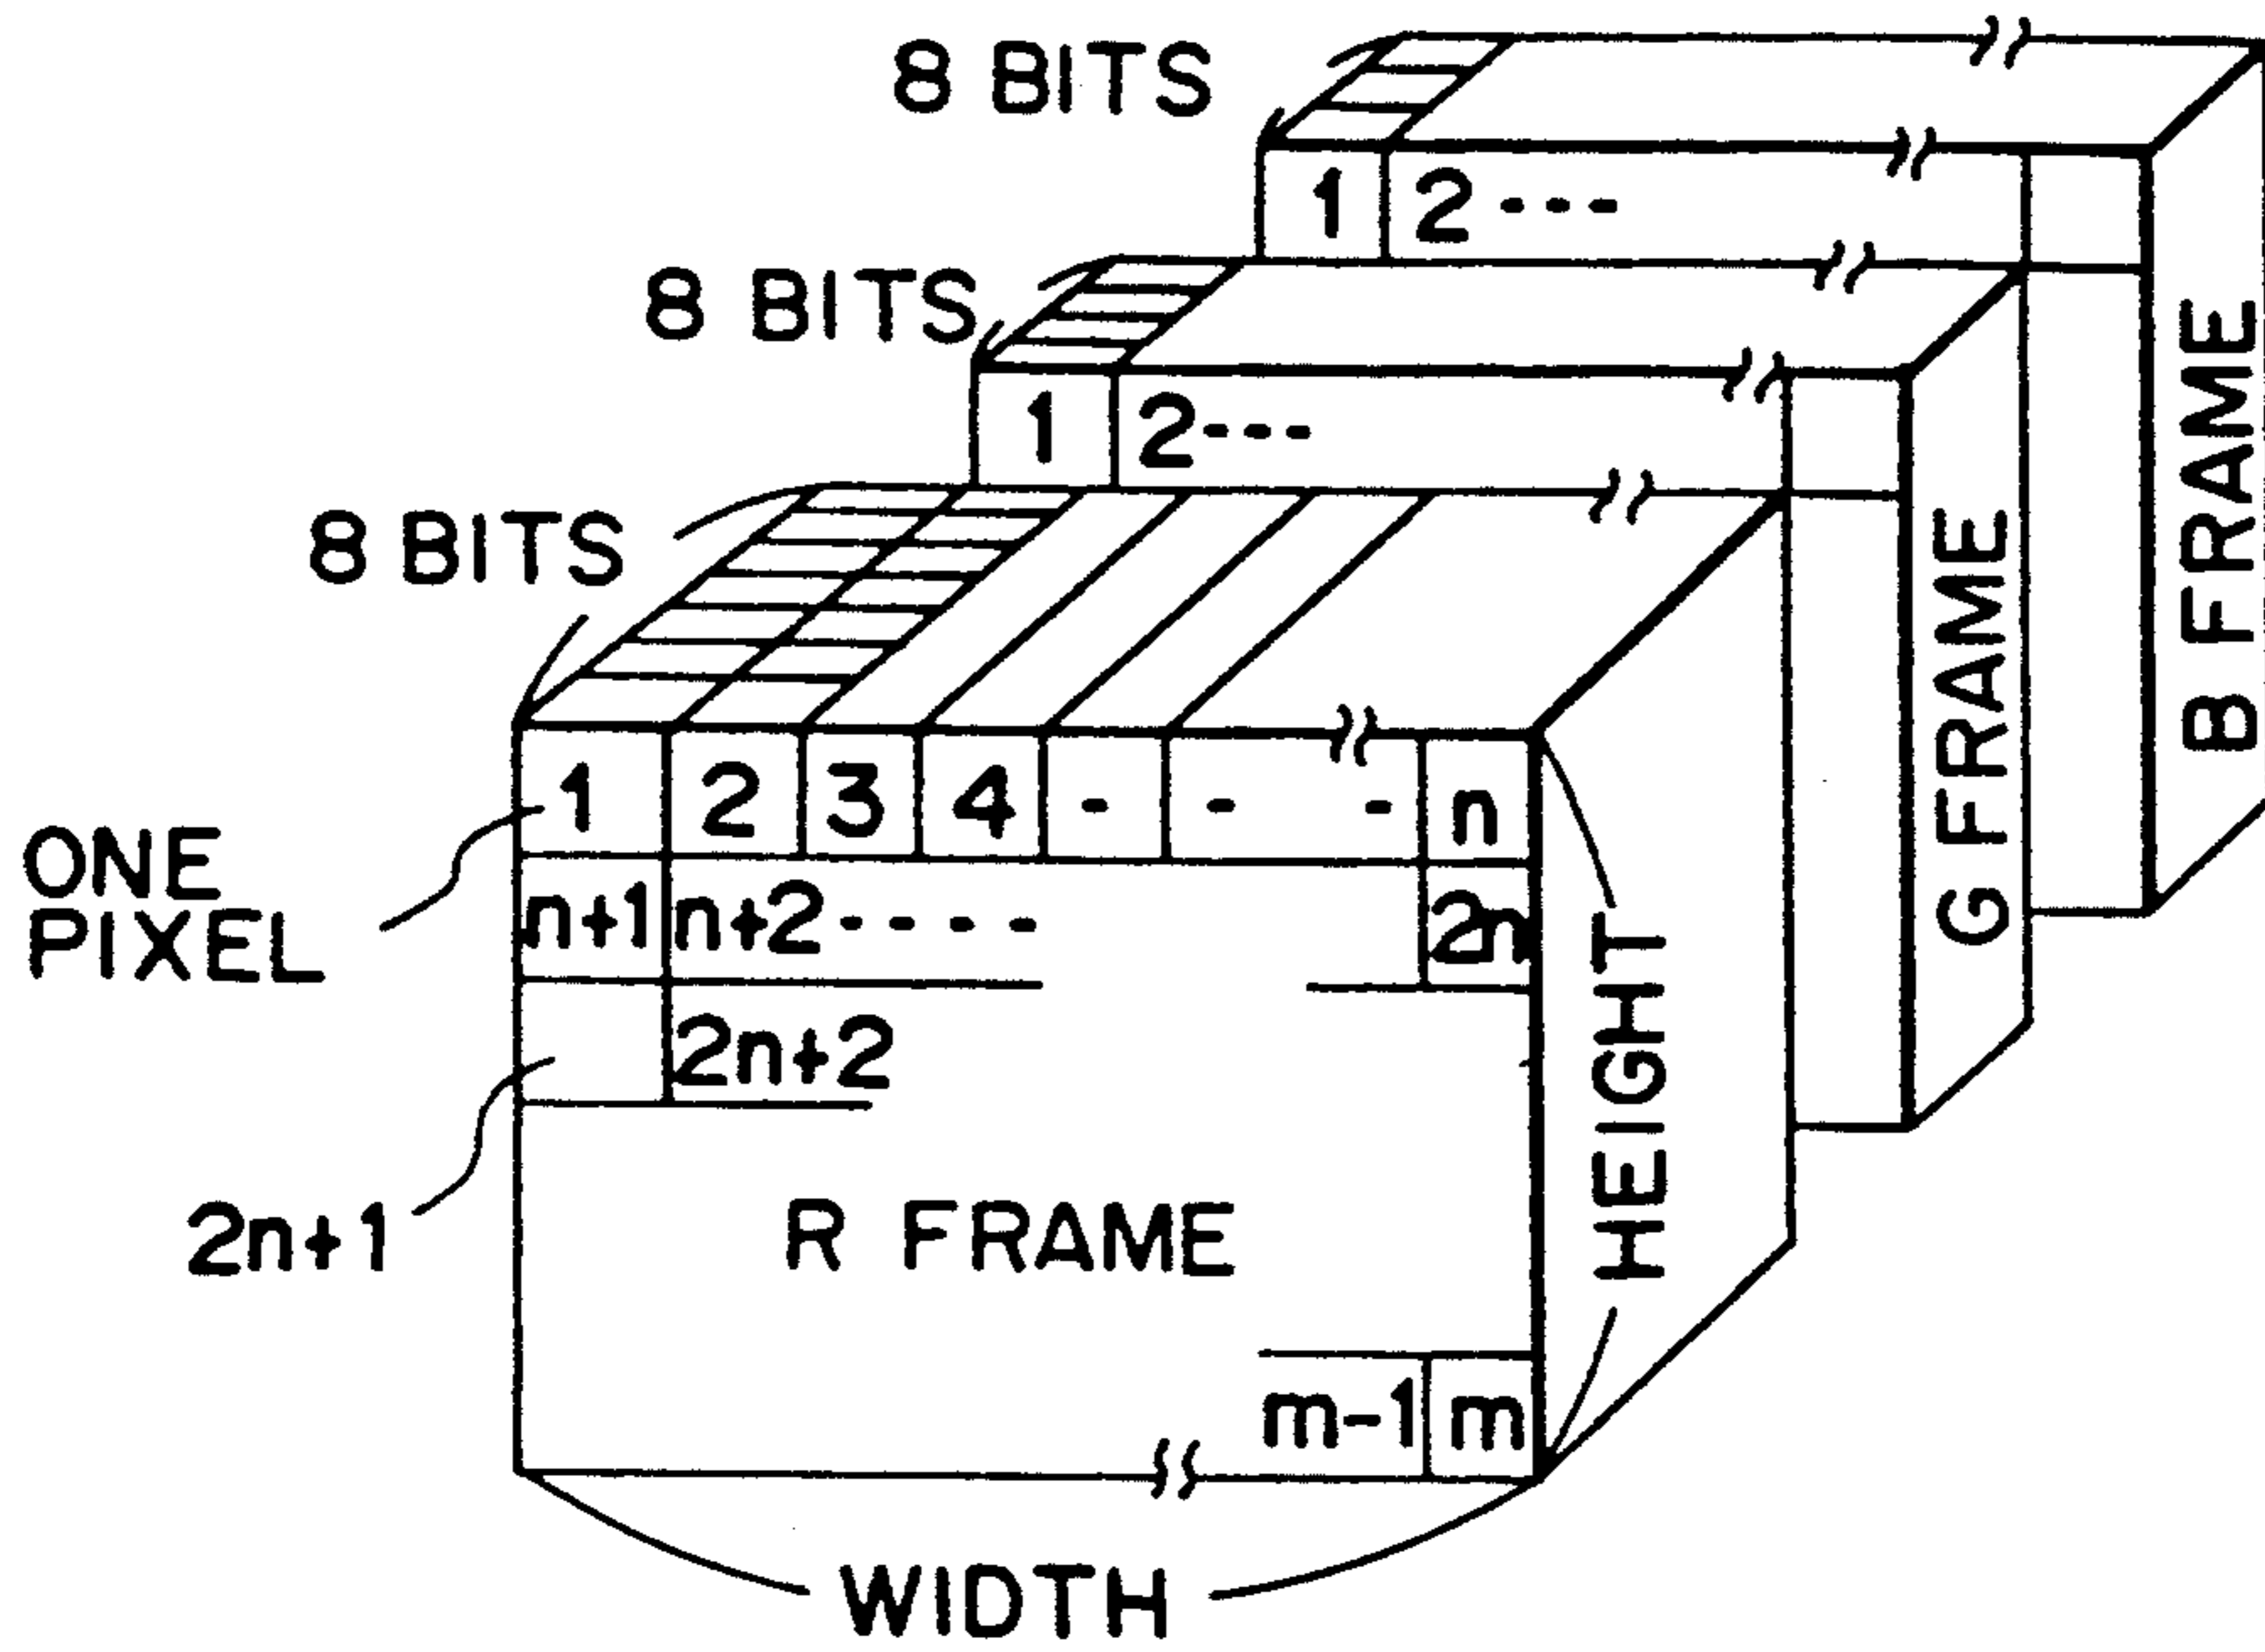 8 BITS
1 2 ---
8 BITS
1 2 ---
8 BITS
1 2 3 4 - - - n
ONE
PIXEL
n+1 n+2 - - - - 2n
2n+2
2n+1
R FRAME
m-1 m
WIDTH
HEIGHT
G FRAME
B FRAME